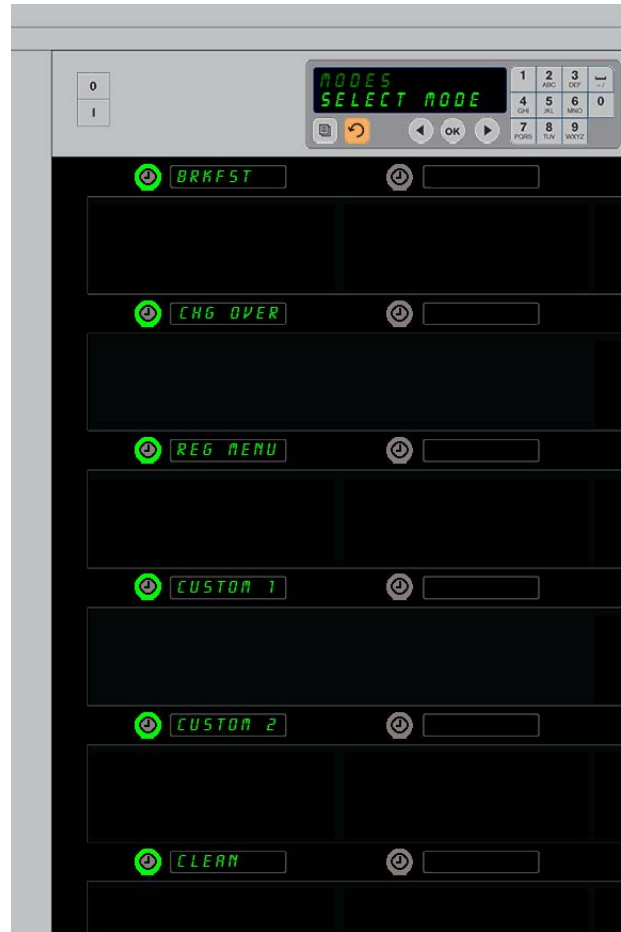 0
I
MODES
SELECT MODE
1 2 ABC 3 DEF - /
4 GHI 5 JKL 6 MNO 0
7 PQRS 8 TUV 9 WXYZ
OK
BRKFST
CHG OVER
REG MENU
CUSTOM 1
CUSTOM 2
CLEAN